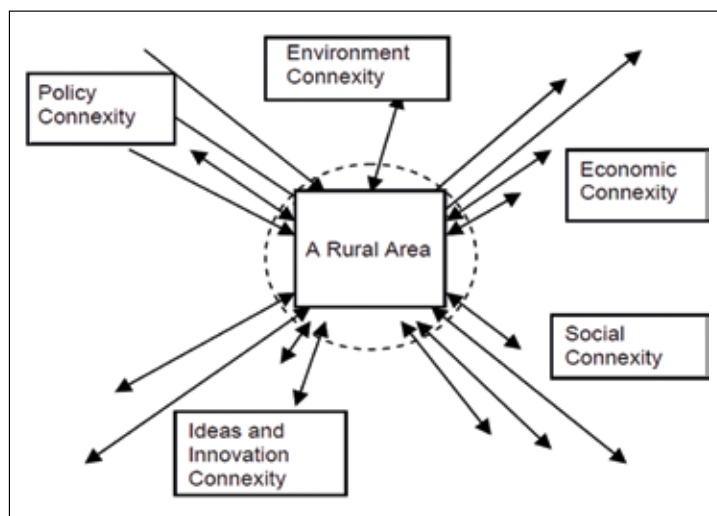 Environment
Connexity
Policy
Connexity
Economic
Connexity
A Rural Area
Social
Connexity
Ideas and
Innovation
Connexity